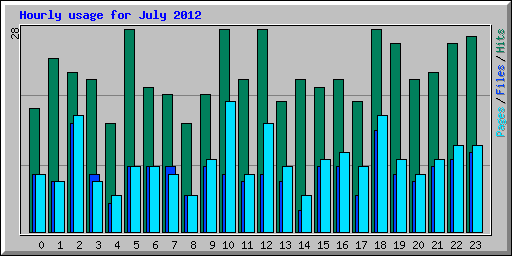 Hourly usage for July 2012
28
Pages/Files/Hits
0 1 2 3 4 5 6 7 8 9 10 11 12 13 14 15 16 17 18 19 20 21 22 23